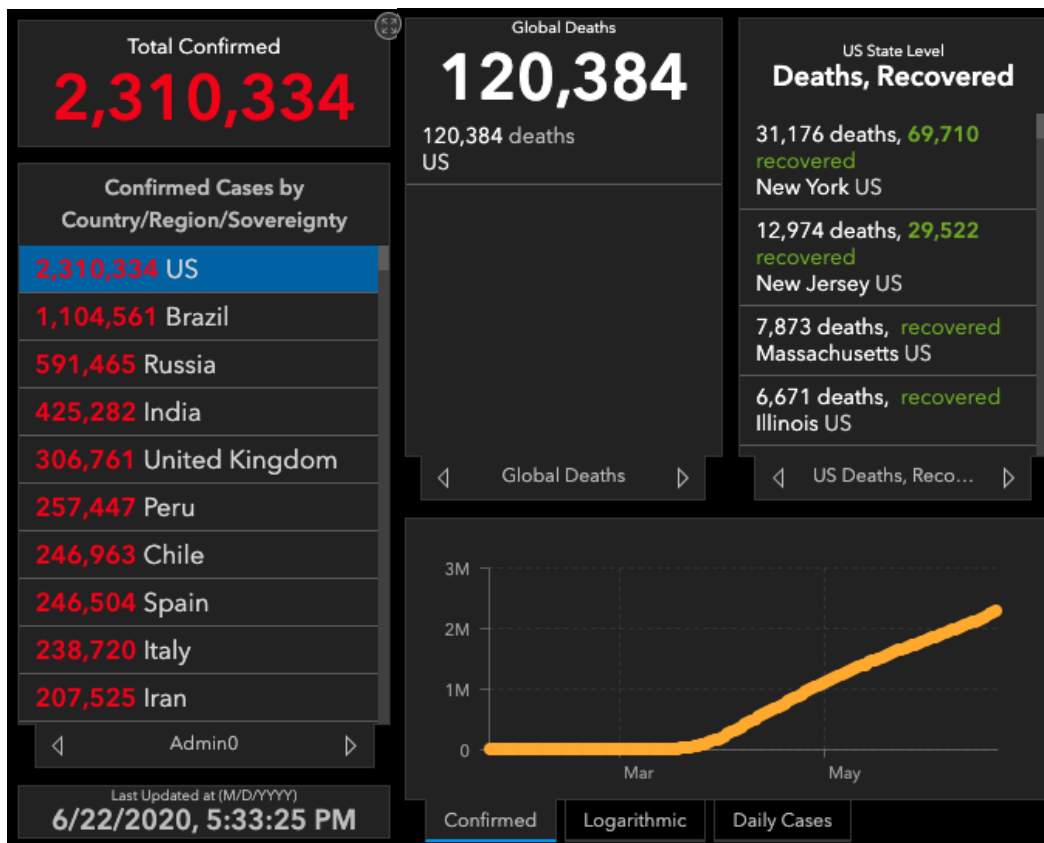 Total Confirmed
2,310,334
Confirmed Cases by
Country/Region/Sovereignty
2,310,334 US
1,104,561 Brazil
591,465 Russia
425,282 India
306,761 United Kingdom
257,447 Peru
246,963 Chile
246,504 Spain
238,720 Italy
207,525 Iran
Admin0
Last Updated at (M/D/YYYY)
6/22/2020, 5:33:25 PM
Global Deaths
120,384
120,384 deaths
US
Global Deaths
US State Level
Deaths, Recovered
31,176 deaths, 69,710
recovered
New York US
12,974 deaths, 29,522
recovered
New Jersey US
7,873 deaths, recovered
Massachusetts US
6,671 deaths, recovered
Illinois US
US Deaths, Reco...
3M
2M
1M
0
Mar May
Confirmed Logarithmic Daily Cases